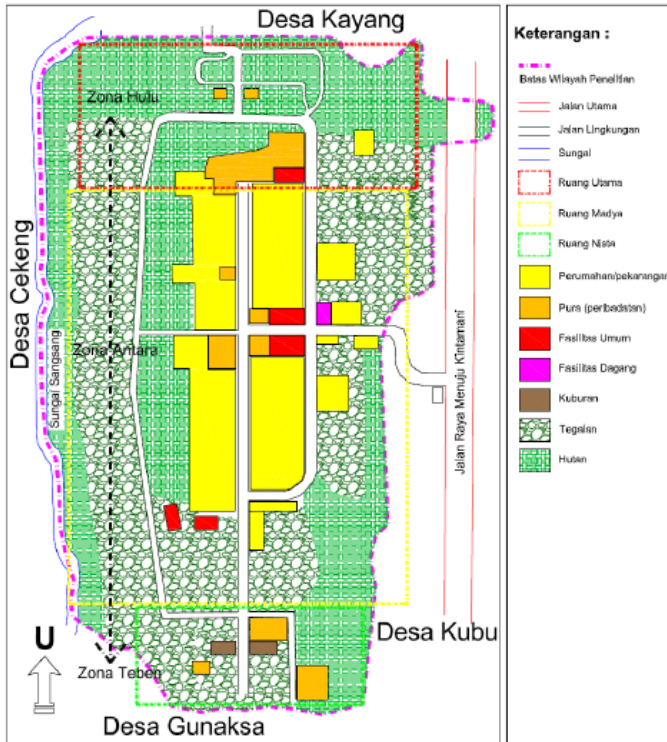 Desa Kayang
Zona Hulu
Desa Cekeng
Sungai Sangsang
Zona Antara
Jalan Raya Menuju Kintamani
Desa Kubu
U
Zona Teben
Desa Gunaksa
Keterangan :
Batas Wilayah Penelitian
Jalan Utama
Jalan Lingkungan
Sungai
Ruang Utama
Ruang Madya
Ruang Nista
Perumahan/pekarangan
Pura (peribadatan)
Fasilitas Umum
Fasilitas Dagang
Kuburan
Tegalan
Hutan